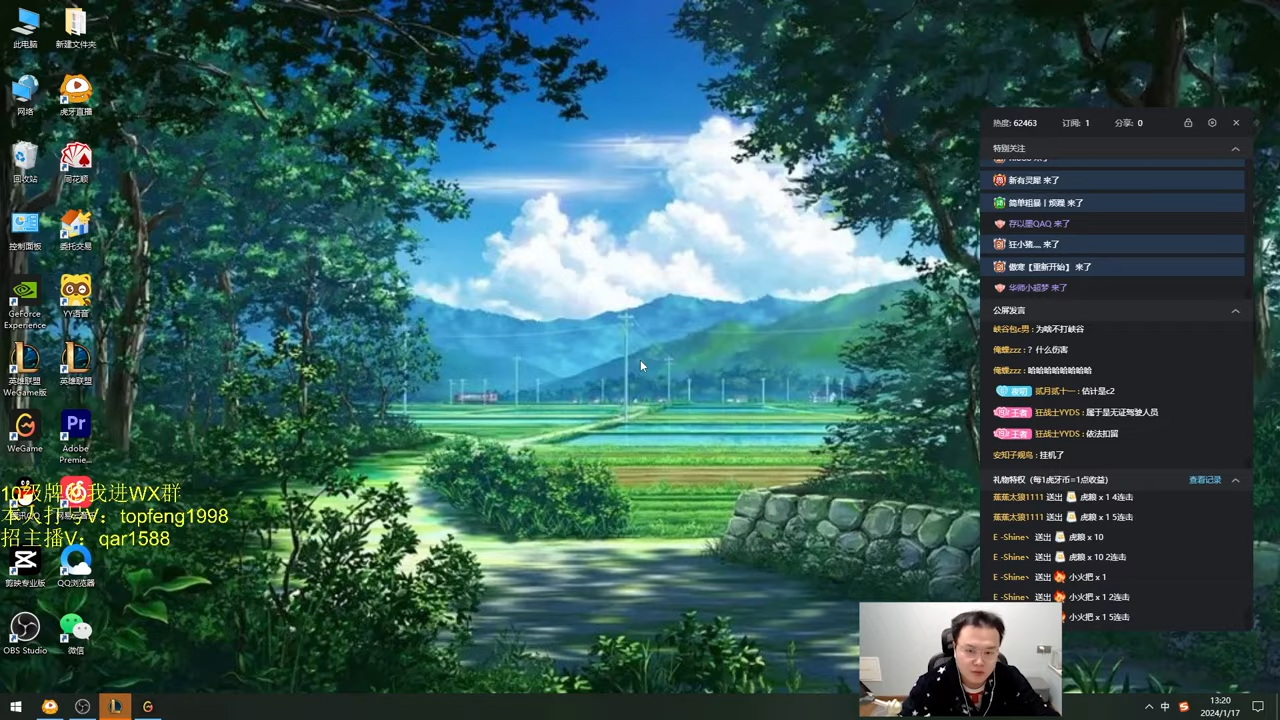 此电脑
新建文件夹
网络
虎牙直播
回收站
同花顺
控制面板
委托交易
GeForce Experience
YY语音
英雄联盟WeGame版
英雄联盟
WeGame
Adobe Premie...
10级牌
我进WX群
本人打
V：topfeng1998
招主播V：qar1588
剪映专业版
QQ浏览器
OBS Studio
微信
热度: 62463 订阅: 1 分享: 0
特别关注
新有灵犀 来了
简单粗暴丨烦躁 来了
存以墨QAQ 来了
狂小猪灬 来了
傲寒【重新开始】 来了
华师小超梦 来了
公屏发言
峡谷包c男 : 为啥不打峡谷
俺蝶zzz : ？什么伤害
俺蝶zzz : 哈哈哈哈哈哈哈哈
贰月贰十一 : 估计是c2
王者 狂战士YYDS : 属于是无证驾驶人员
王者 狂战士YYDS : 依法扣留
安知子观鸟 : 挂机了
礼物特权（每1虎牙币=1点收益） 查看记录
蕉蕉太狼1111 送出 虎粮 x 1 4连击
蕉蕉太狼1111 送出 虎粮 x 1 5连击
E -Shine丶 送出 虎粮 x 10
E -Shine丶 送出 虎粮 x 10 2连击
E -Shine丶 送出 小火把 x 1
E -Shine丶 送出 小火把 x 1 2连击
小火把 x 1 5连击
中
13:20
2024/1/17